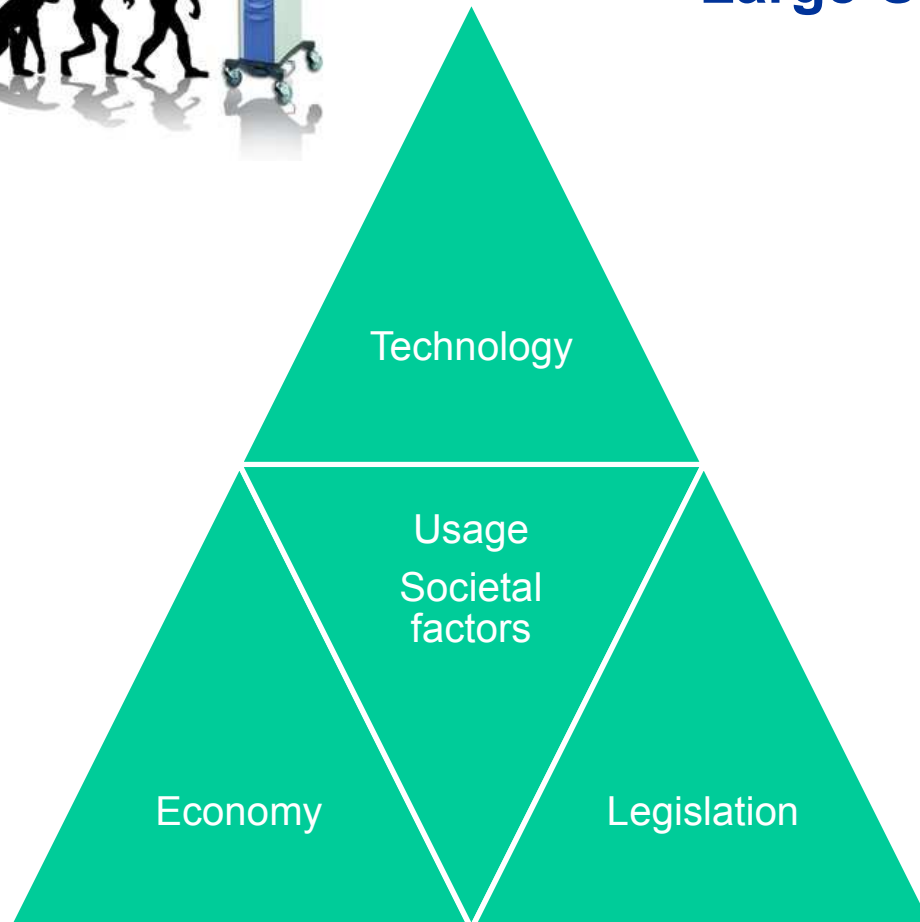 Technology
Usage
Societal
factors
Economy
Legislation